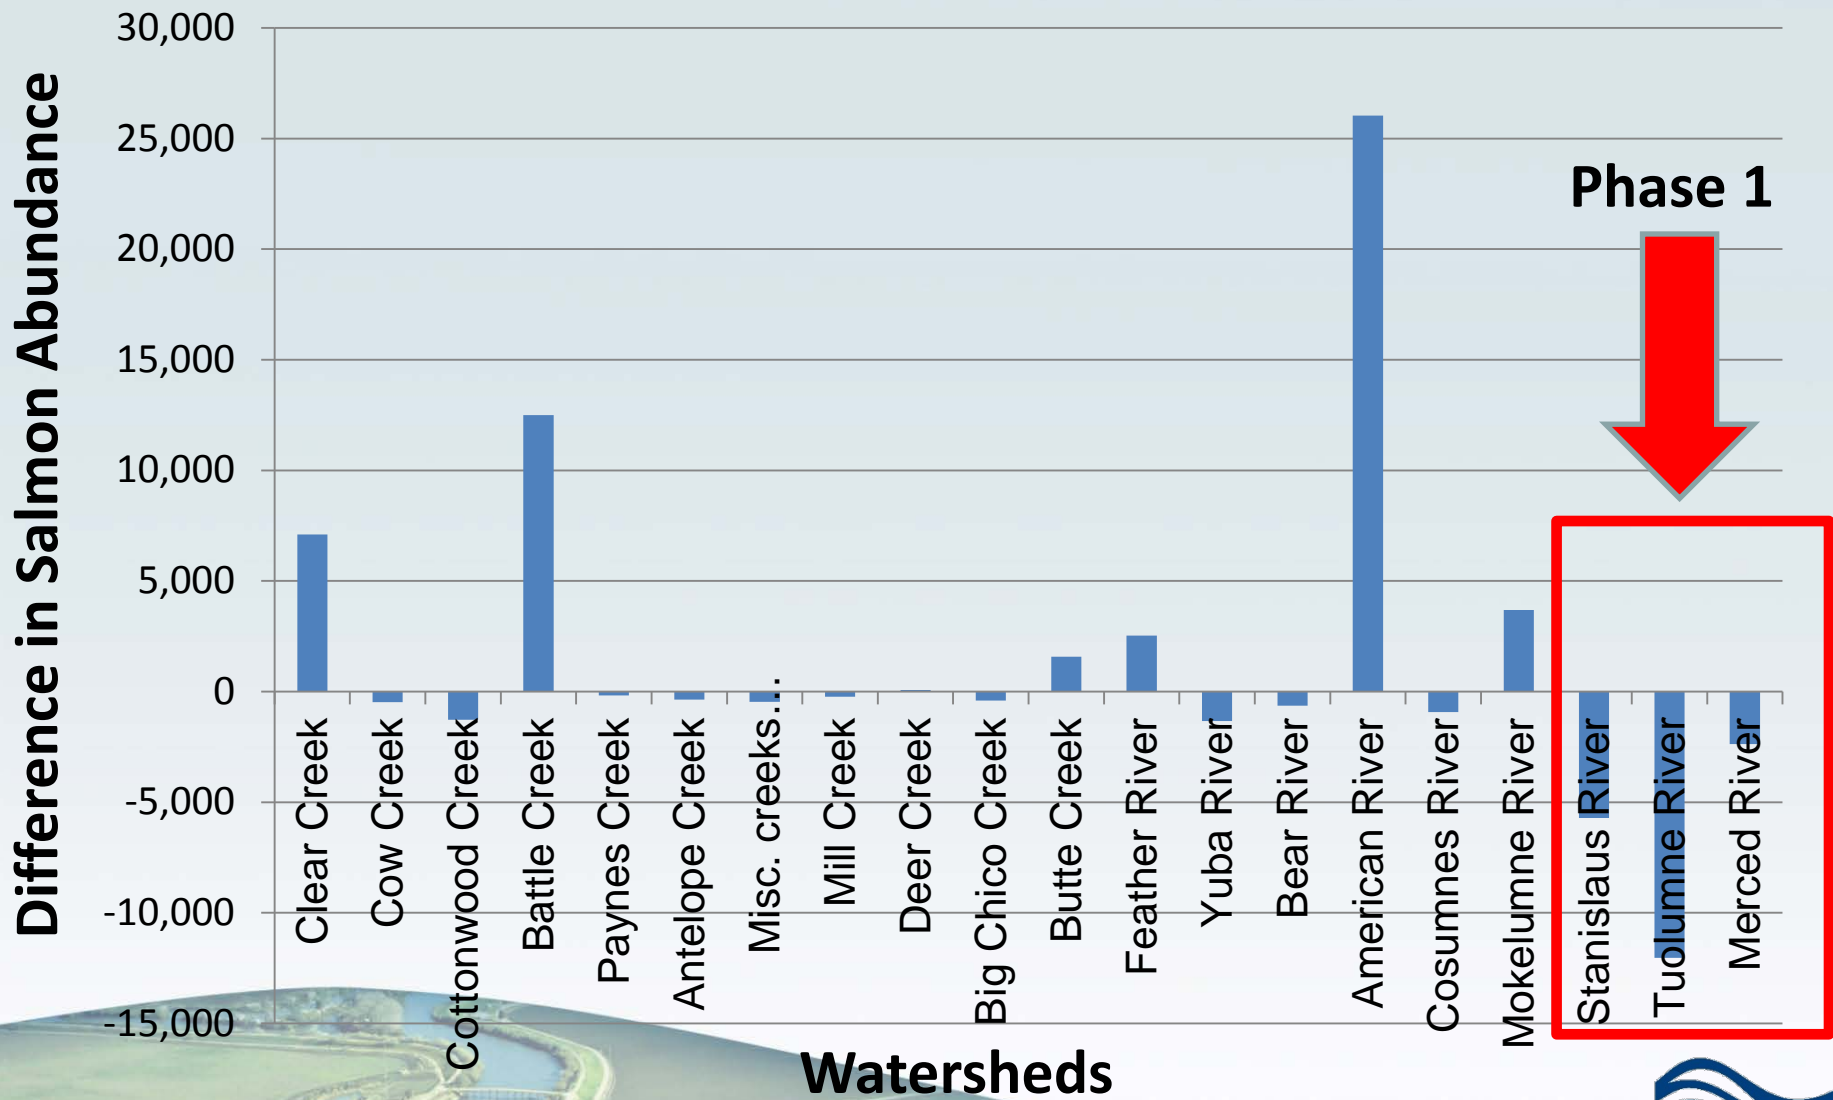 Difference in Salmon Abundance
30,000
25,000
20,000
15,000
10,000
5,000
0
-5,000
-10,000
-15,000
Phase 1
Clear Creek
Cow Creek
Cottonwood Creek
Battle Creek
Paynes Creek
Antelope Creek
Misc. creeks…
Mill Creek
Deer Creek
Big Chico Creek
Butte Creek
Feather River
Yuba River
Bear River
American River
Cosumnes River
Mokelumne River
Stanislaus River
Tuolumne River
Merced River
Watersheds